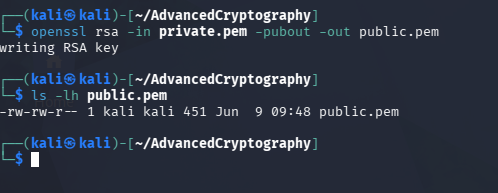 ┌──(kali㉿kali)-[~/AdvancedCryptography]
└─$ openssl rsa -in private.pem -pubout -out public.pem
writing RSA key
┌──(kali㉿kali)-[~/AdvancedCryptography]
└─$ ls -lh public.pem
-rw-rw-r-- 1 kali kali 451 Jun  9 09:48 public.pem
┌──(kali㉿kali)-[~/AdvancedCryptography]
└─$